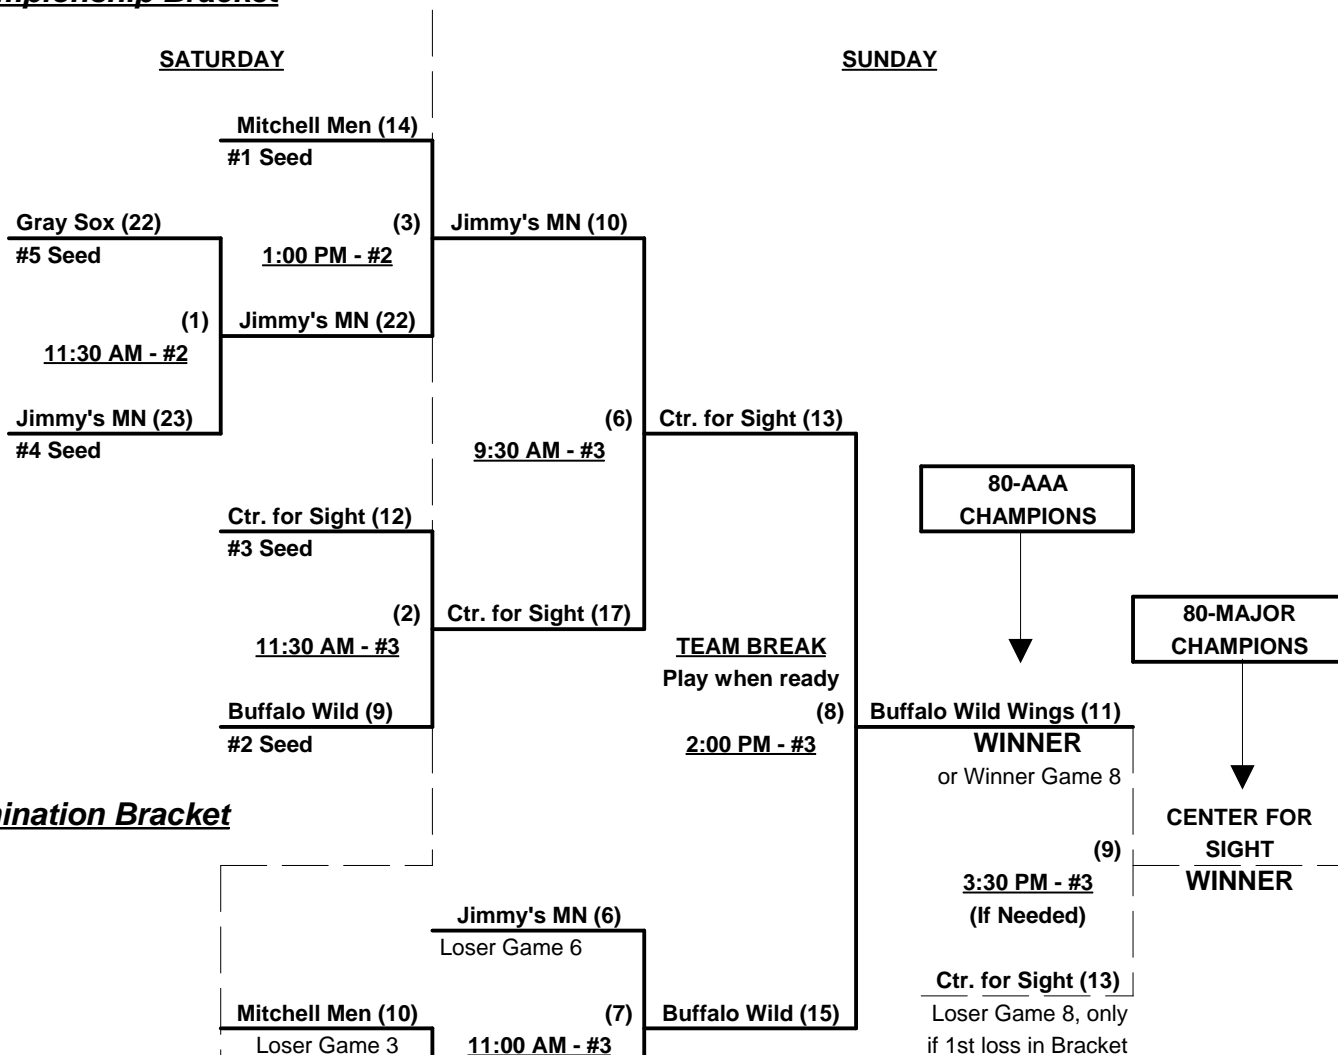 SATURDAY
SUNDAY
Mitchell Men (14)
#1 Seed
Gray Sox (22)
#5 Seed
(3)
1:00 PM - #2
Jimmy's MN (10)
(1)
11:30 AM - #2
Jimmy's MN (22)
Jimmy's MN (23)
#4 Seed
(6)
9:30 AM - #3
Ctr. for Sight (13)
80-AAA
CHAMPIONS
Ctr. for Sight (12)
#3 Seed
(2)
11:30 AM - #3
Ctr. for Sight (17)
80-MAJOR
CHAMPIONS
TEAM BREAK
Play when ready
Buffalo Wild (9)
#2 Seed
(8)
2:00 PM - #3
Buffalo Wild Wings (11)
WINNER
or Winner Game 8
ination Bracket
CENTER FOR
SIGHT
WINNER
(9)
3:30 PM - #3
(If Needed)
Jimmy's MN (6)
Loser Game 6
Ctr. for Sight (13)
Loser Game 8, only
if 1st loss in Bracket
Mitchell Men (10)
Loser Game 3
(7)
11:00 AM - #3
Buffalo Wild (15)